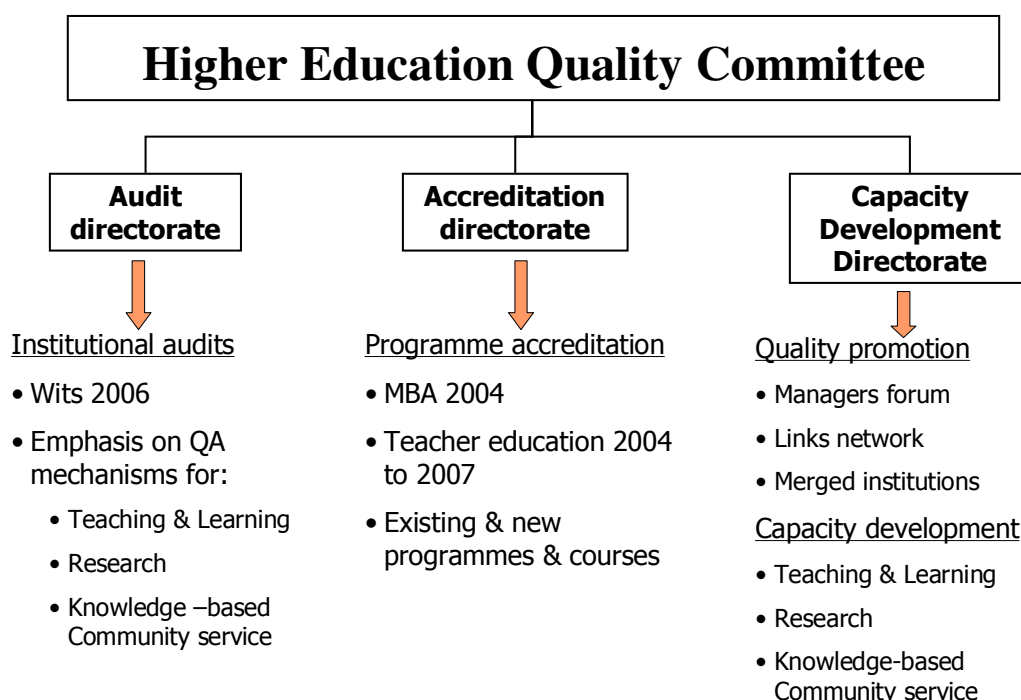 Higher Education Quality Committee
Audit
directorate
Institutional audits
• Wits 2006
• Emphasis on QA
mechanisms for:
• Teaching & Learning
• Research
• Knowledge –based
Community service
Accreditation
directorate
Programme accreditation
• MBA 2004
• Teacher education 2004
to 2007
• Existing & new
programmes & courses
Capacity
Development
Directorate
Quality promotion
• Managers forum
• Links network
• Merged institutions
Capacity development
• Teaching & Learning
• Research
• Knowledge-based
Community service